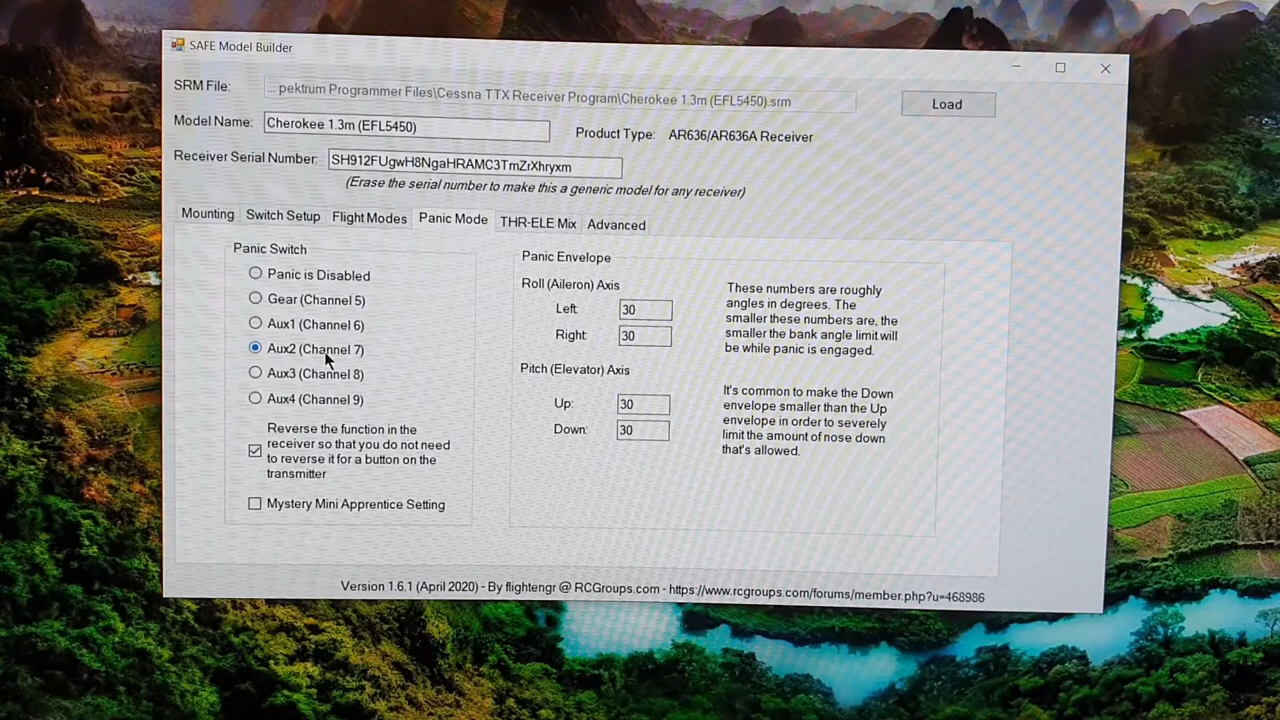 SAFE Model Builder
SRM File: ... pektrum Programmer Files\Cessna TTX Receiver Program\Cherokee 1.3m (EFL5450).srm Load
Model Name: Cherokee 1.3m (EFL5450) Product Type: AR636/AR636A Receiver
Receiver Serial Number: SH912FUgwH8NgaHRAMC3TmZrXhryxm
(Erase the serial number to make this a generic model for any receiver)
Mounting Switch Setup Flight Modes Panic Mode THR-ELE Mix Advanced
Panic Switch
Panic is Disabled
Gear (Channel 5)
Aux1 (Channel 6)
Aux2 (Channel 7)
Aux3 (Channel 8)
Aux4 (Channel 9)
Reverse the function in the
receiver so that you do not need
to reverse it for a button on the
transmitter
Mystery Mini Apprentice Setting
Panic Envelope
Roll (Aileron) Axis
Left: 30
Right: 30
Pitch (Elevator) Axis
Up: 30
Down: 30
These numbers are roughly
angles in degrees. The
smaller these numbers are, the
smaller the bank angle limit will
be while panic is engaged.
It's common to make the Down
envelope smaller than the Up
envelope in order to severely
limit the amount of nose down
that's allowed.
Version 1.6.1 (April 2020) - By flightengr @ RCGroups.com - https://www.rcgroups.com/forums/member.php?u=468986